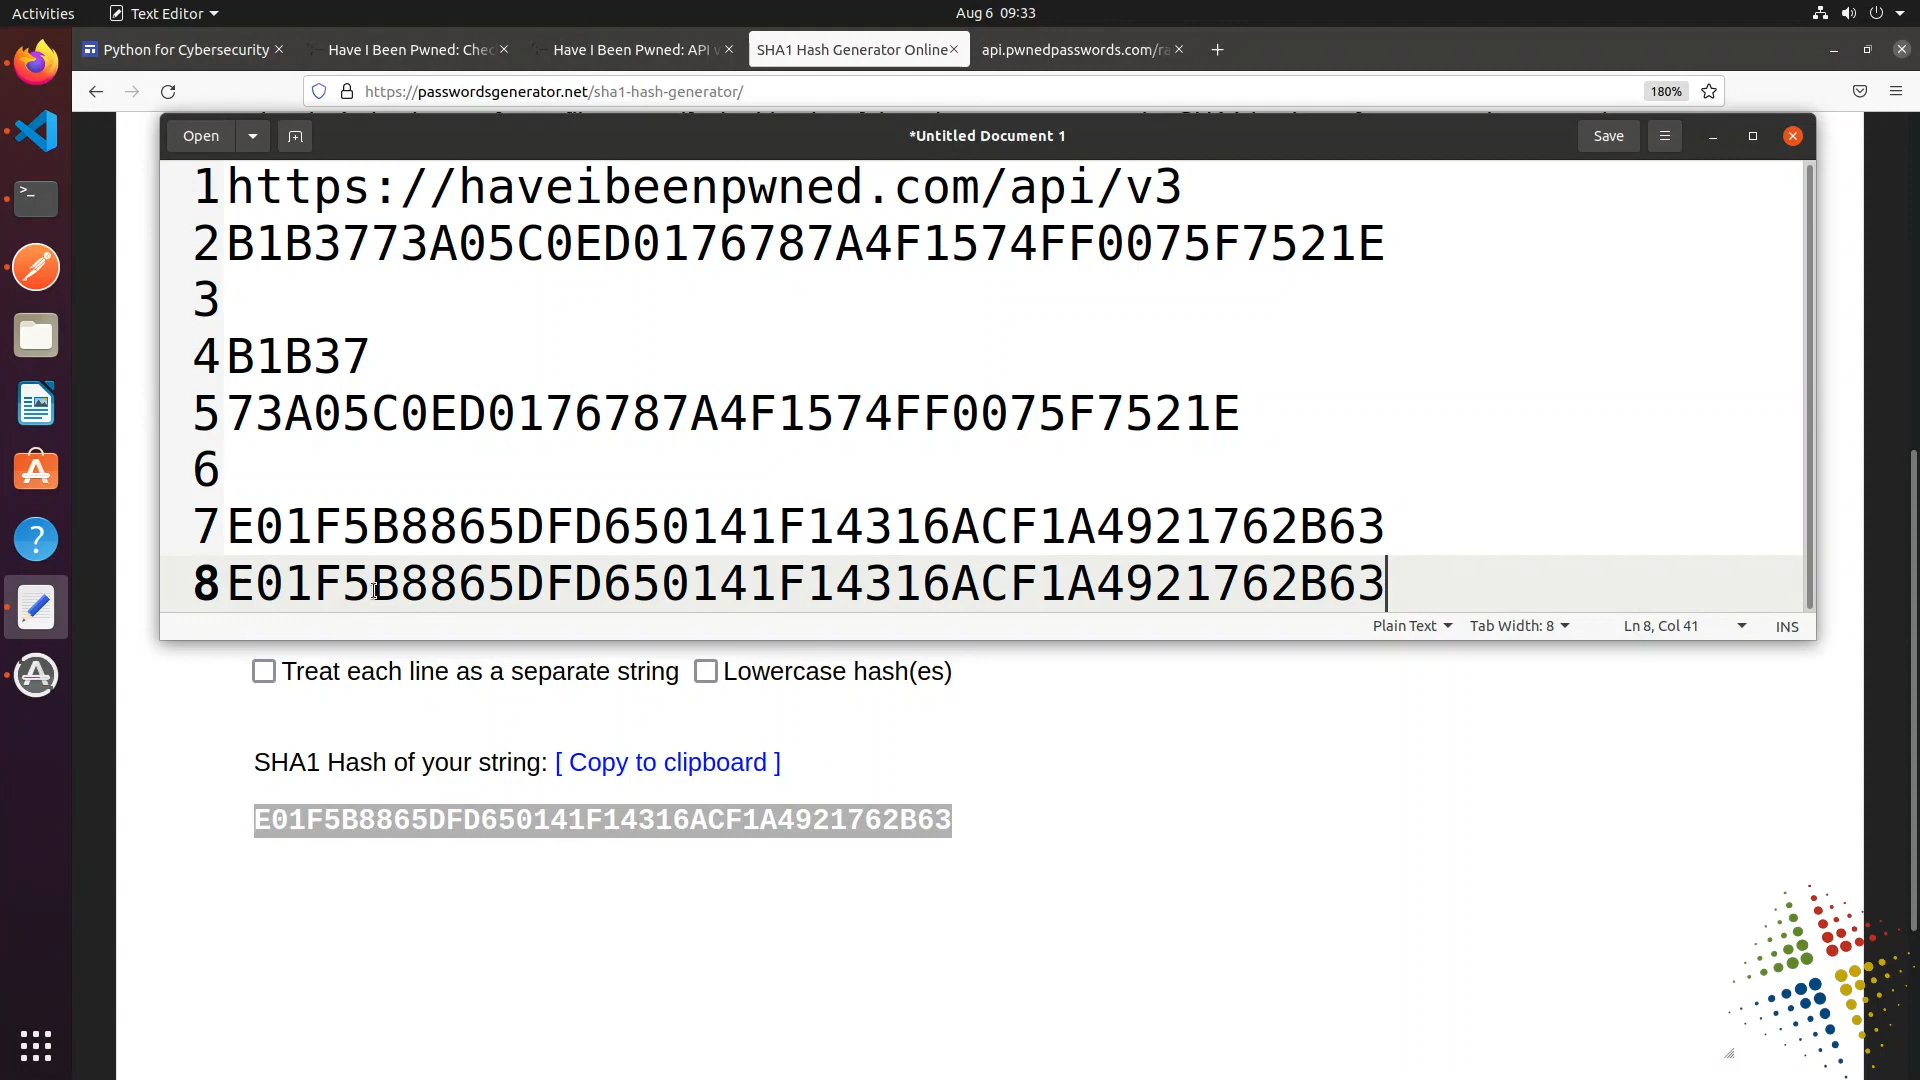 Activities
Text Editor
Aug 6 09:33
Python for Cybersecurity
Have I Been Pwned: Chec
Have I Been Pwned: API v
SHA1 Hash Generator Online
api.pwnedpasswords.com/ra
https://passwordsgenerator.net/sha1-hash-generator/
180%
Open
*Untitled Document 1
Save
1 https://haveibeenpwned.com/api/v3
2 B1B3773A05C0ED0176787A4F1574FF0075F7521E
3
4 B1B37
5 73A05C0ED0176787A4F1574FF0075F7521E
6
7 E01F5B8865DFD650141F14316ACF1A4921762B63
8 E01F5B8865DFD650141F14316ACF1A4921762B63
Plain Text
Tab Width: 8
Ln 8, Col 41
INS
Treat each line as a separate string
Lowercase hash(es)
SHA1 Hash of your string: [ Copy to clipboard ]
E01F5B8865DFD650141F14316ACF1A4921762B63